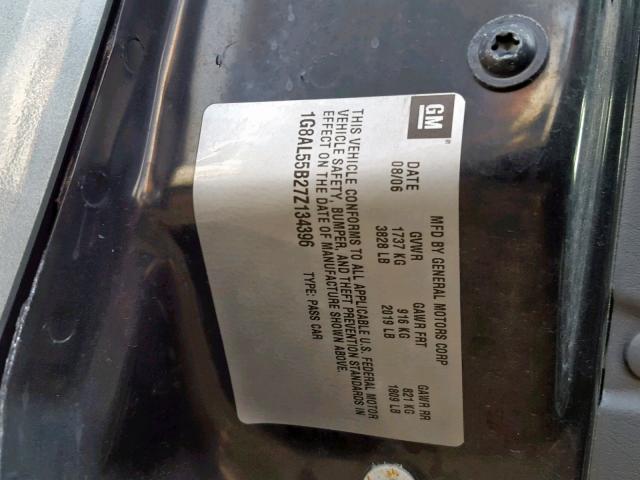 GM
MFD BY GENERAL MOTORS CORP
DATE GVWR GAWR FRT GAWR RR
08/06 1737 KG 916 KG 821 KG
3828 LB 2019 LB 1809 LB
THIS VEHICLE CONFORMS TO ALL APPLICABLE U.S. FEDERAL MOTOR
VEHICLE SAFETY, BUMPER, AND THEFT PREVENTION STANDARDS IN
EFFECT ON THE DATE OF MANUFACTURE SHOWN ABOVE.
1G8AL55B27Z134396 TYPE: PASS CAR